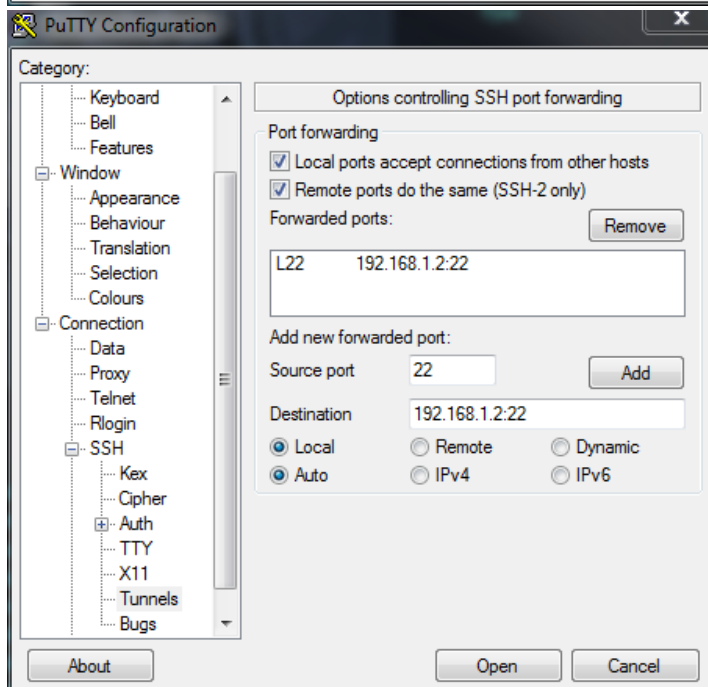 PuTTY Configuration
X
Category:
Keyboard
Bell
Features
Window
Appearance
Behaviour
Translation
Selection
Colours
Connection
Data
Proxy
Telnet
Rlogin
SSH
Kex
Cipher
Auth
TTY
X11
Tunnels
Bugs
Options controlling SSH port forwarding
Port forwarding
Local ports accept connections from other hosts
Remote ports do the same (SSH-2 only)
Forwarded ports:
Remove
L22 192.168.1.2:22
Add new forwarded port:
Source port 22 Add
Destination 192.168.1.2:22
Local Remote Dynamic
Auto IPv4 IPv6
About Open Cancel